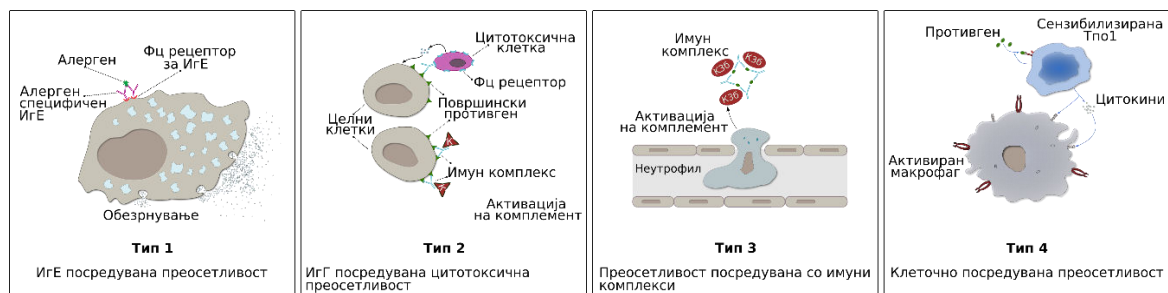 Алерген
Фц рецептор
за ИгЕ
Алерген
специфичен
ИгЕ
Обезрнување
Тип 1
ИгЕ посредувана преосетливост
Цитотоксична
клетка
Фц рецептор
Површински
противген
Целни
клетки
Имун комплекс
Активација
на комплемент
Тип 2
ИгГ посредувана цитотоксична
преосетливост
Имун
комплекс
К3б
К3б
К3б
Активација
на комплемент
Неутрофил
Тип 3
Преосетливост посредувана со имуни
комплекси
Сензибилизирана
Тпо1
Противген
Цитокини
Активиран
макрофаг
Тип 4
Клеточно посредувана преосетливост